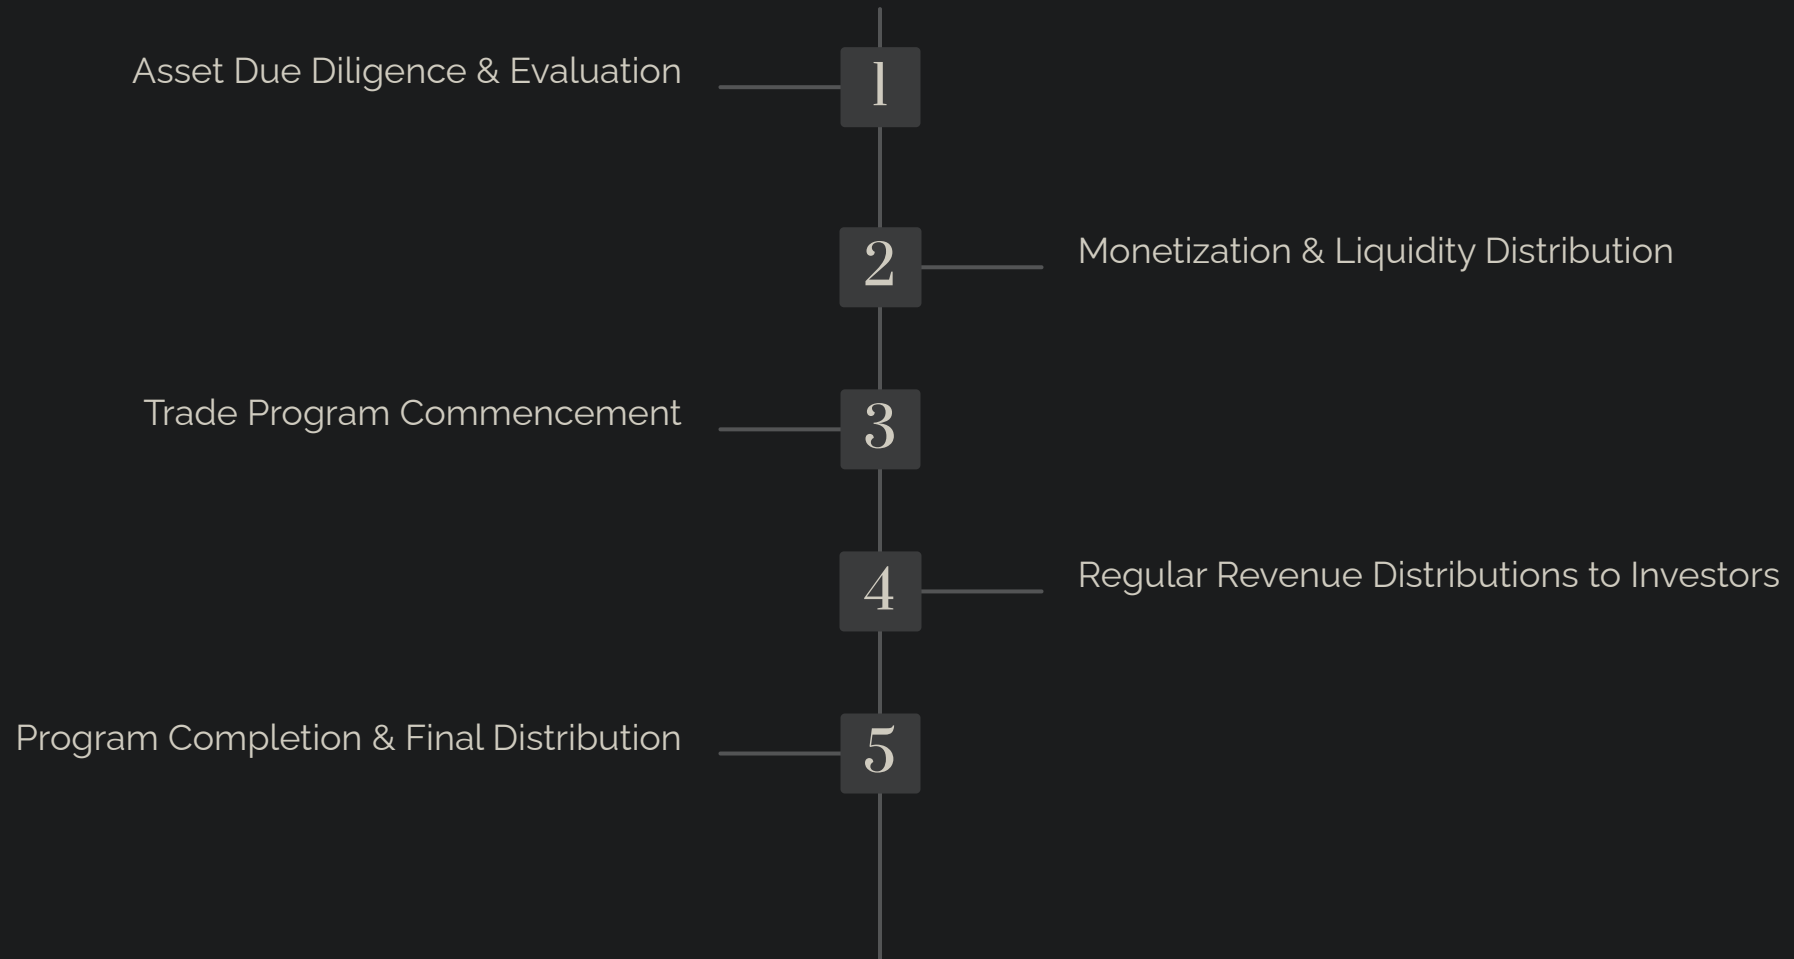 Asset Due Diligence & Evaluation
1
2
Monetization & Liquidity Distribution
Trade Program Commencement
3
4
Regular Revenue Distributions to Investors
Program Completion & Final Distribution
5